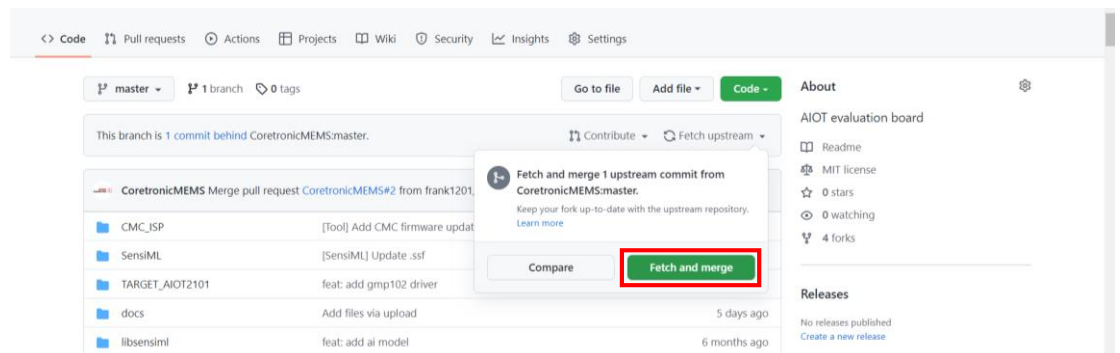 <> Code Pull requests Actions Projects Wiki Security Insights Settings
master 1 branch 0 tags Go to file Add file Code
This branch is 1 commit behind CoretronicMEMS:master. Contribute Fetch upstream
Fetch and merge 1 upstream commit from
CoretronicMEMS:master.
Keep your fork up-to-date with the upstream repository.
Learn more
Compare Fetch and merge
CoretronicMEMS Merge pull request CoretronicMEMS#2 from frank1201,
CMC_ISP [Tool] Add CMC firmware updat
SensiML [SensiML] Update .ssf
TARGET_AIOT2101 feat: add gmp102 driver
docs Add files via upload 5 days ago
libsensiml feat: add ai model 6 months ago
About
AIOT evaluation board
Readme
MIT license
0 stars
0 watching
4 forks
Releases
No releases published
Create a new release